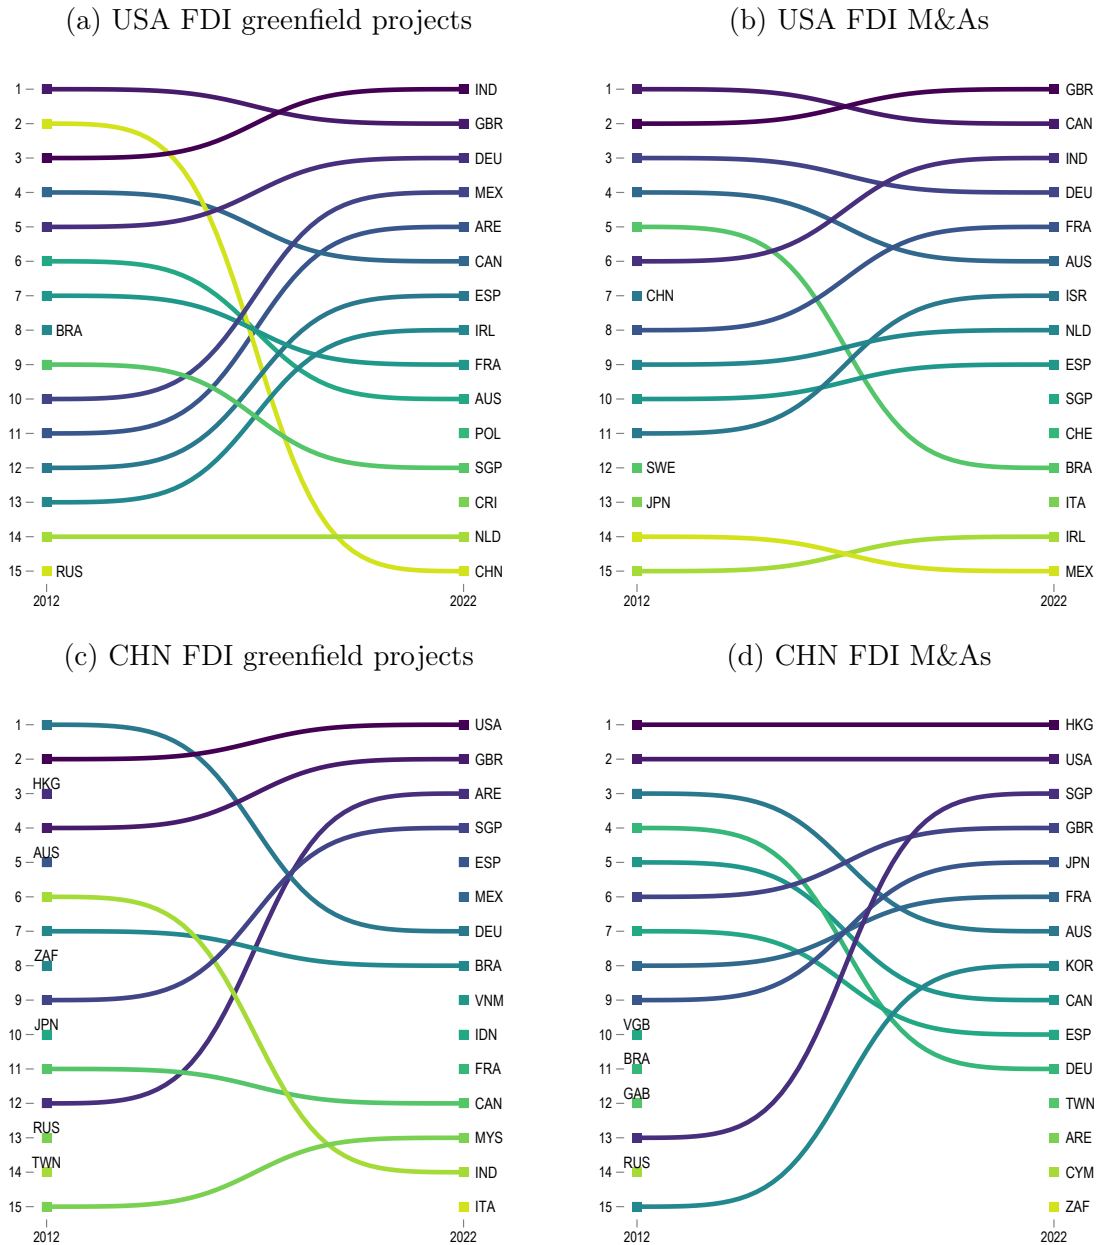 (a) USA FDI greenfield projects
(b) USA FDI M&As
1 IND
2 GBR
3 DEU
4 MEX
5 ARE
6 CAN
7 ESP
8 BRA IRL
9 FRA
10 AUS
11 POL
12 SGP
13 CRI
14 NLD
15 RUS CHN
2012 2022
1 GBR
2 CAN
3 IND
4 DEU
5 FRA
6 AUS
7 CHN ISR
8 NLD
9 ESP
10 SGP
11 CHE
12 SWE BRA
13 JPN ITA
14 IRL
15 MEX
2012 2022
(c) CHN FDI greenfield projects
(d) CHN FDI M&As
1 USA
2 GBR
HKG
3 ARE
4 SGP
AUS
5 ESP
6 MEX
7 DEU
ZAF
8 BRA
9 VNM
JPN
10 IDN
11 FRA
12 CAN
RUS
13 MYS
TWN
14 IND
15 ITA
2012 2022
1 HKG
2 USA
3 SGP
4 GBR
5 JPN
6 FRA
7 AUS
8 KOR
9 CAN
VGB
10 ESP
BRA
11 DEU
GAB
12 TWN
13 ARE
RUS
14 CYM
15 ZAF
2012 2022